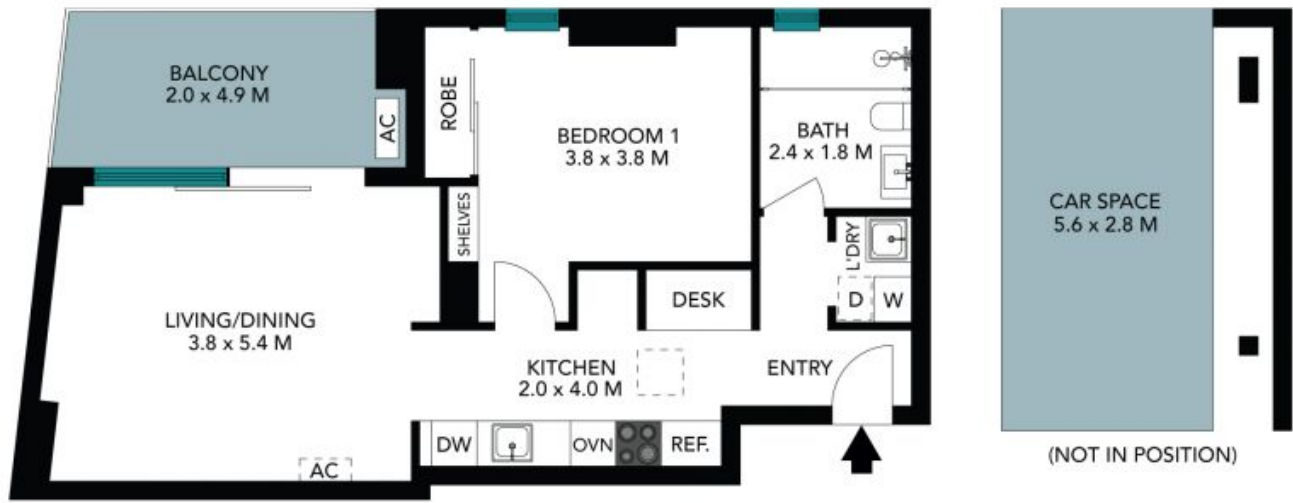 BALCONY
2.0 x 4.9 M
AC
ROBE
BEDROOM 1
3.8 x 3.8 M
BATH
2.4 x 1.8 M
SHELVES
L'DRY
D
W
DESK
LIVING/DINING
3.8 x 5.4 M
KITCHEN
2.0 x 4.0 M
ENTRY
DW
OVN
REF.
AC
CAR SPACE
5.6 x 2.8 M
(NOT IN POSITION)